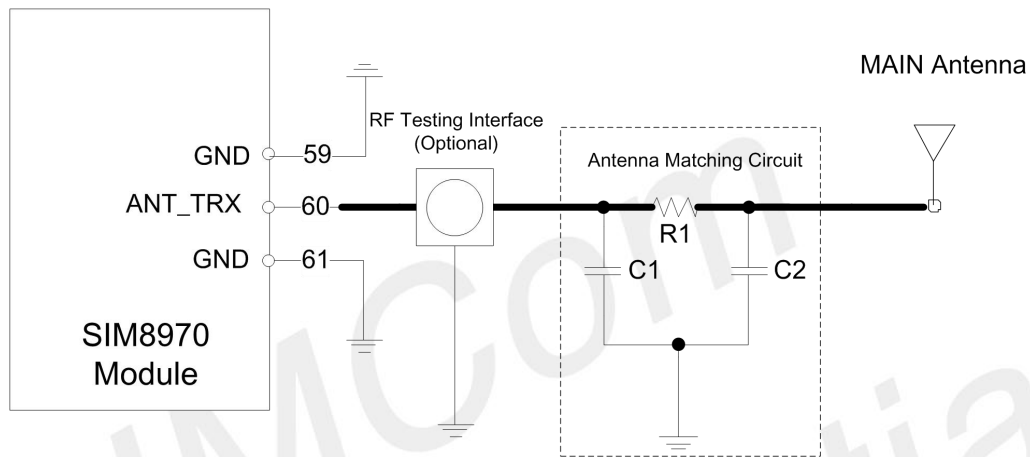 MAIN Antenna
RF Testing Interface
(Optional)
Antenna Matching Circuit
GND 59
ANT_TRX 60
GND 61
R1
C1
C2
SIM8970
Module